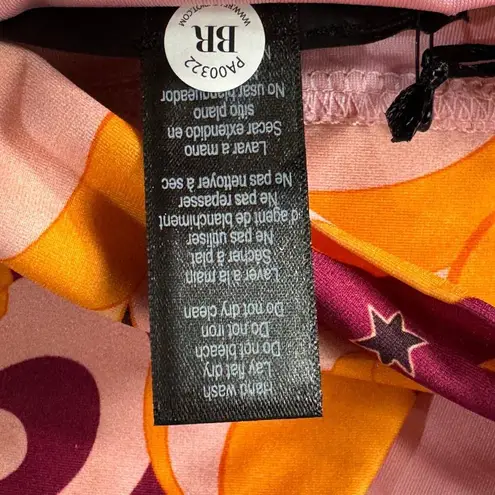 Hand wash
Lay flat dry
Do not bleach
Do not iron
Do not dry clean
Laver à la main
Sécher à plat
Ne pas utiliser
d'agent de blanchiment
Ne pas repasser
Ne pas nettoyer à sec
Lavar a mano
Secar extendido en
sitio plano
No usar blanqueador
PA00322
BR